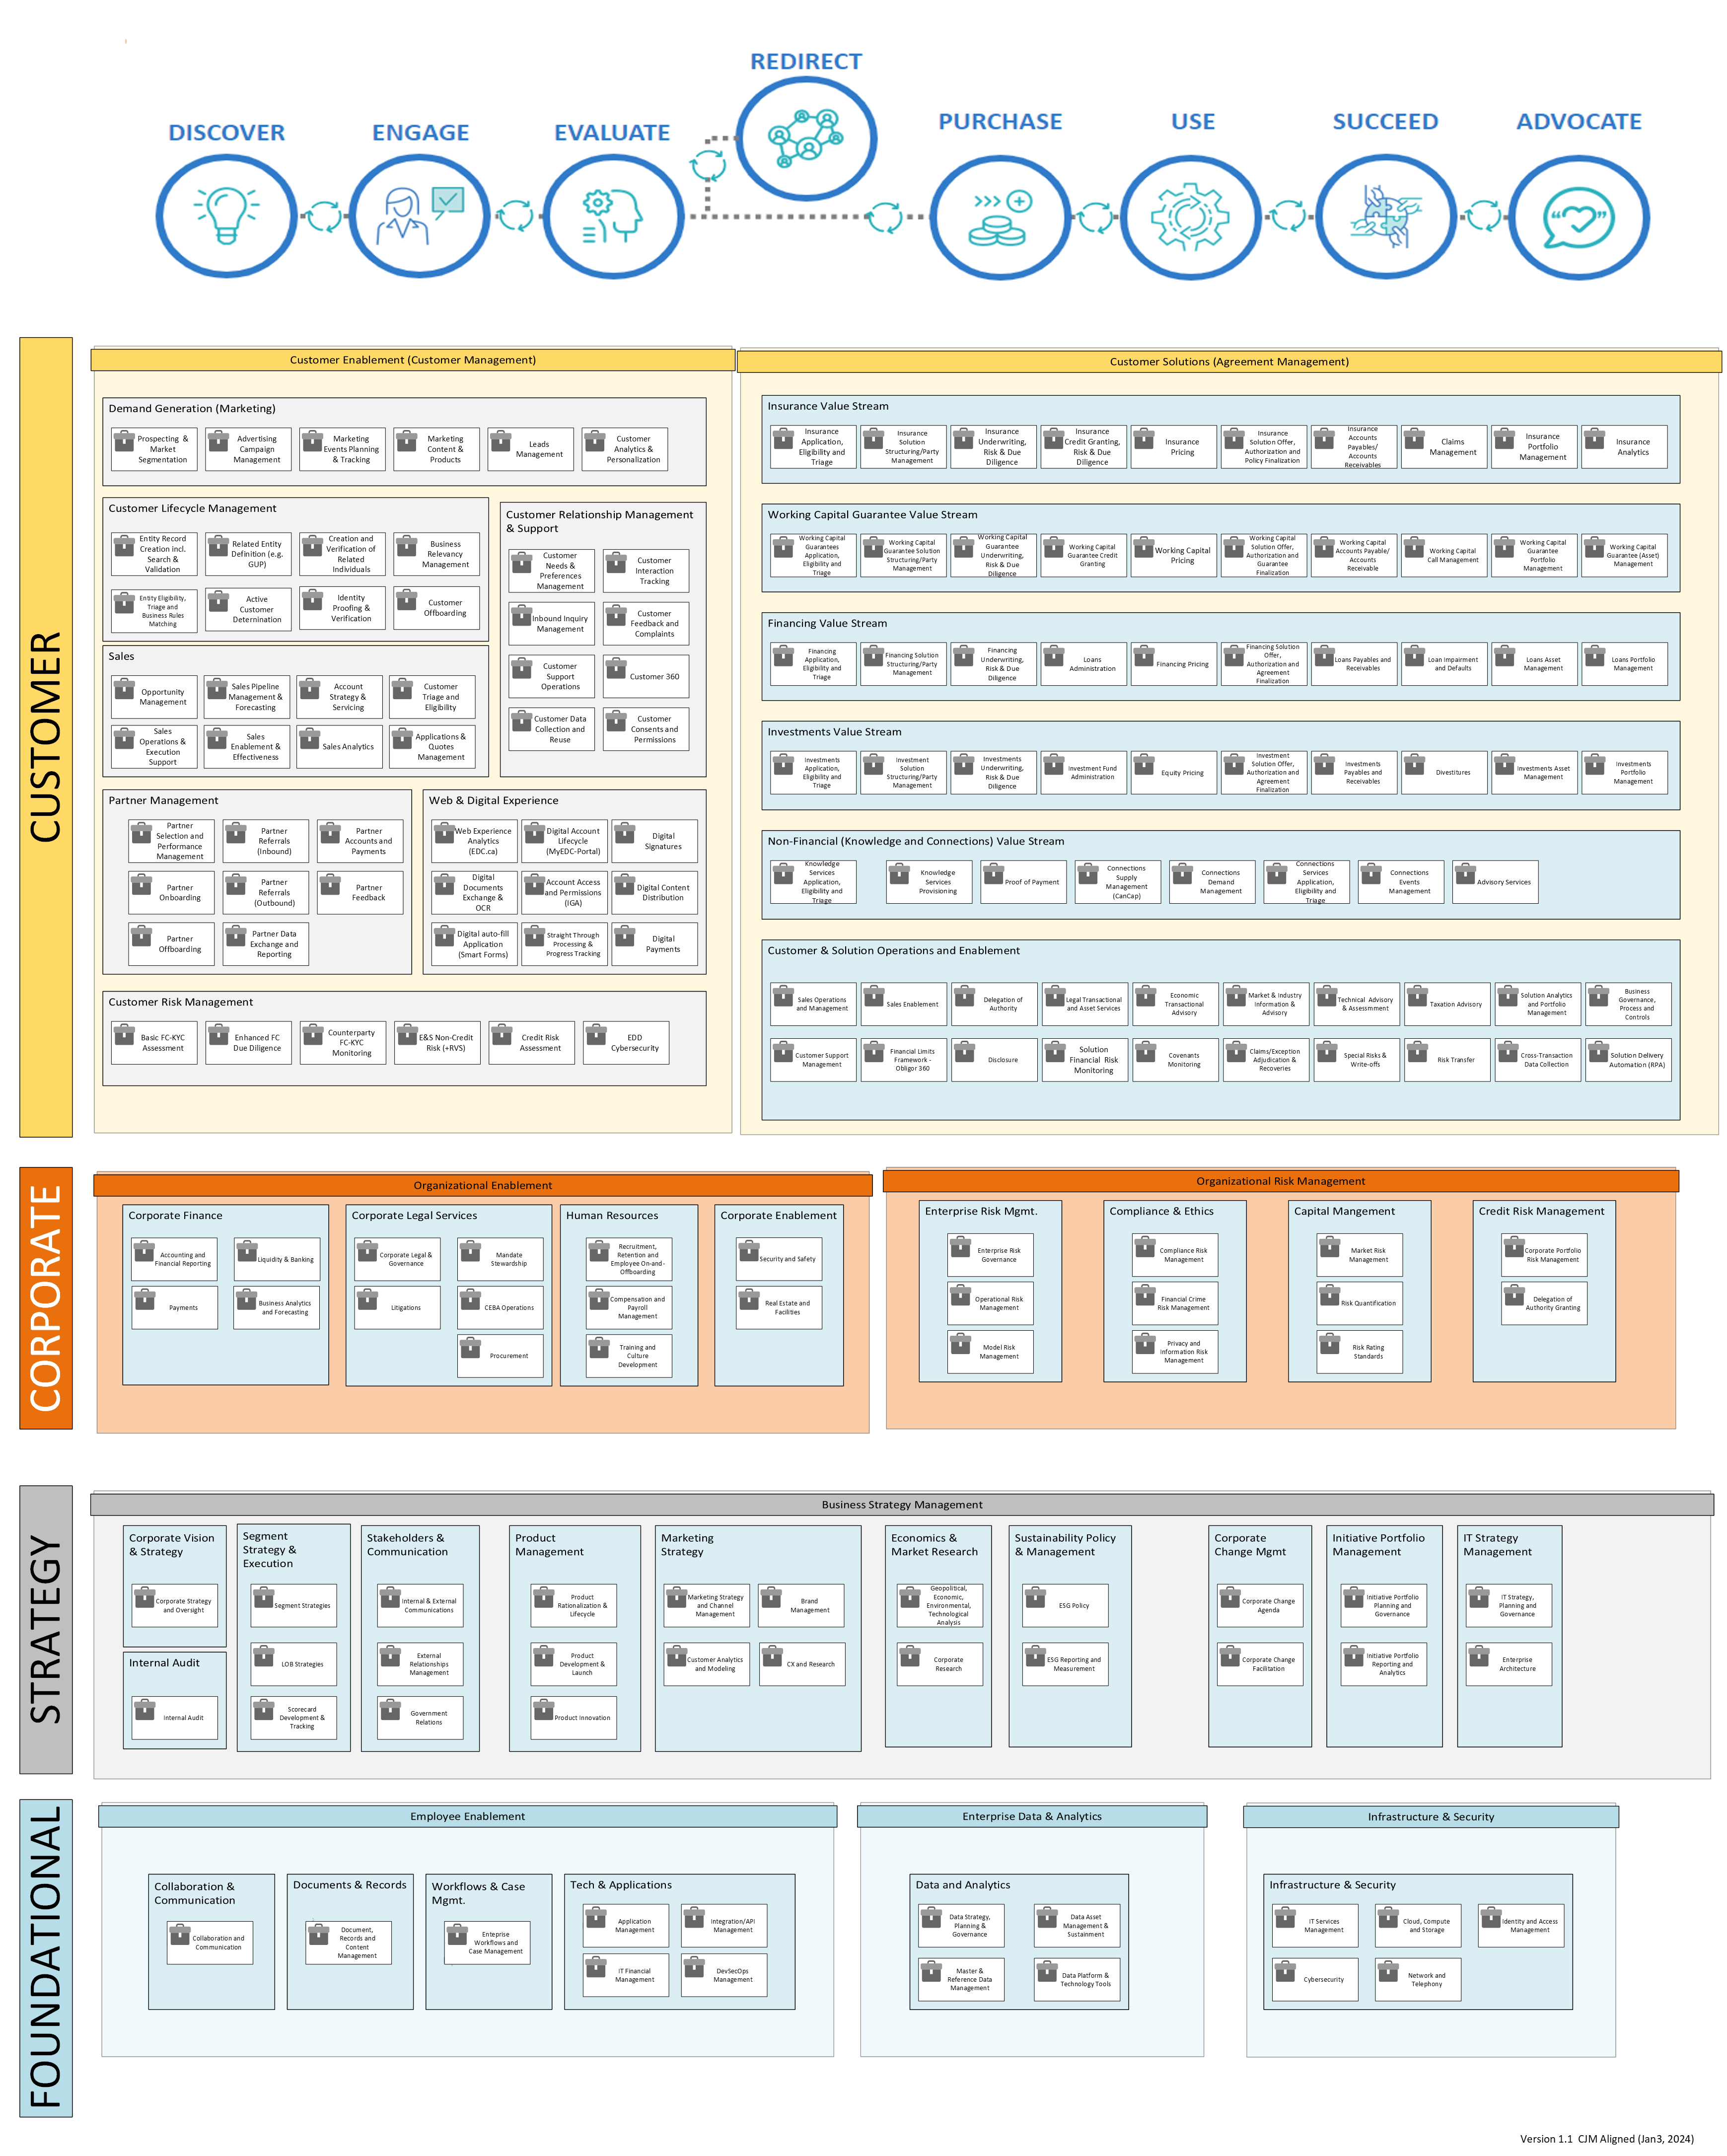 REDIRECT
DISCOVER
ENGAGE
EVALUATE
PURCHASE
USE
SUCCEED
ADVOCATE
CUSTOMER
Customer Enablement (Customer Management)
Demand Generation (Marketing)
Prospecting &
Market
Segmentation
Advertising
Campaign
Management
Marketing
Events Planning
& Tracking
Marketing
Content &
Products
Leads
Management
Customer
Analytics &
Personalization
Customer Lifecycle Management
Entity Record
Creation incl.
Search &
Validation
Related Entity
Definition (e.g.
GUP)
Creation and
Verification of
Related
Individuals
Business
Relevancy
Management
Entity Eligibility,
Triage and
Business Rules
Matching
Active
Customer
Deternination
Identity
Proofing &
Verification
Customer
Offboarding
Customer Relationship Management
& Support
Customer
Needs &
Preferences
Management
Customer
Interaction
Tracking
Inbound Inquiry
Management
Customer
Feedback and
Complaints
Customer
Support
Operations
Customer 360
Customer Data
Collection and
Reuse
Customer
Consents and
Permissions
Sales
Opportunity
Management
Sales Pipeline
Management &
Forecasting
Account
Strategy &
Servicing
Customer
Triage and
Eligibility
Sales
Operations &
Execution
Support
Sales
Enablement &
Effectiveness
Sales Analytics
Applications &
Quotes
Management
Partner Management
Partner
Selection and
Performance
Management
Partner
Referrals
(Inbound)
Partner
Accounts and
Payments
Partner
Onboarding
Partner
Referrals
(Outbound)
Partner
Feedback
Partner
Offboarding
Partner Data
Exchange and
Reporting
Web & Digital Experience
Web Experience
Analytics
(EDC.ca)
Digital Account
Lifecycle
(MyEDC-Portal)
Digital
Signatures
Digital
Documents
Exchange &
OCR
Account Access
and Permissions
(IGA)
Digital Content
Distribution
Digital auto-fill
Application
(Smart Forms)
Straight Through
Processing &
Progress Tracking
Digital
Payments
Customer Risk Management
Basic FC-KYC
Assessment
Enhanced FC
Due Diligence
Counterparty
FC-KYC
Monitoring
E&S Non-Credit
Risk (+RVS)
Credit Risk
Assessment
EDD
Cybersecurity
Customer Solutions (Agreement Management)
Insurance Value Stream
Insurance
Application,
Eligibility and
Triage
Insurance
Solution
Structuring/Party
Management
Insurance
Underwriting,
Risk & Due
Diligence
Insurance
Credit Granting,
Risk & Due
Diligence
Insurance
Pricing
Insurance
Solution Offer,
Authorization and
Policy Finalization
Insurance
Accounts
Payables/
Accounts
Receivables
Claims
Management
Insurance
Portfolio
Management
Insurance
Analytics
Working Capital Guarantee Value Stream
Working Capital
Guarantees
Application,
Eligibility and
Triage
Working Capital
Guarantee Solution
Structuring/Party
Management
Working Capital
Guarantee
Underwriting,
Risk & Due
Diligence
Working Capital
Guarantee Credit
Granting
Working Capital
Pricing
Working Capital
Solution Offer,
Authorization and
Guarantee
Finalization
Working Capital
Accounts Payable/
Accounts
Receivable
Working Capital
Call Management
Working Capital
Guarantee
Portfolio
Management
Working Capital
Guarantee (Asset)
Management
Financing Value Stream
Financing
Application,
Eligibility and
Triage
Financing Solution
Structuring/Party
Management
Financing
Underwriting,
Risk & Due
Diligence
Loans
Administration
Financing Pricing
Financing Solution
Offer,
Authorization and
Agreement
Finalization
Loans Payables and
Receivables
Loan Impairment
and Defaults
Loans Asset
Management
Loans Portfolio
Management
Investments Value Stream
Investments
Application,
Eligibility and
Triage
Investment
Solution
Structuring/Party
Management
Investments
Underwriting,
Risk & Due
Diligence
Investment Fund
Administration
Equity Pricing
Investment
Solution Offer,
Authorization and
Agreement
Finalization
Investments
Payables and
Receivables
Divestitures
Investments Asset
Management
Investments
Portfolio
Management
Non-Financial (Knowledge and Connections) Value Stream
Knowledge
Services
Application,
Eligibility and
Triage
Knowledge
Services
Provisioning
Proof of Payment
Connections
Supply
Management
(CanCap)
Connections
Demand
Management
Connections
Services
Application,
Eligibility and
Triage
Connections
Events
Management
Advisory Services
Customer & Solution Operations and Enablement
Sales Operations
and Management
Sales Enablement
Delegation of
Authority
Legal Transactional
and Asset Services
Economic
Transactional
Advisory
Market & Industry
Information &
Advisory
Technical Advisory
& Assessmment
Taxation Advisory
Solution Analytics
and Portfolio
Management
Business
Governance,
Process and
Controls
Customer Support
Management
Financial Limits
Framework -
Obligor 360
Disclosure
Solution
Financial Risk
Monitoring
Covenants
Monitoring
Claims/Exception
Adjudication &
Recoveries
Special Risks &
Write-offs
Risk Transfer
Cross-Transaction
Data Collection
Solution Delivery
Automation (RPA)
CORPORATE
Organizational Enablement
Corporate Finance
Accounting and
Financial Reporting
Liquidity & Banking
Payments
Business Analytics
and Forecasting
Corporate Legal Services
Corporate Legal &
Governance
Mandate
Stewardship
Litigations
CEBA Operations
Procurement
Human Resources
Recruitment,
Retention and
Employee On-and-
Offboarding
Compensation and
Payroll
Management
Training and
Culture
Development
Corporate Enablement
Security and Safety
Real Estate and
Facilities
Organizational Risk Management
Enterprise Risk Mgmt.
Enterprise Risk
Governance
Operational Risk
Management
Model Risk
Management
Compliance & Ethics
Compliance Risk
Management
Financial Crime
Risk Management
Privacy and
Information Risk
Management
Capital Mangement
Market Risk
Management
Risk Quantification
Risk Rating
Standards
Credit Risk Management
Corporate Portfolio
Risk Management
Delegation of
Authority Granting
STRATEGY
Business Strategy Management
Corporate Vision
& Strategy
Corporate Strategy
and Oversight
Internal Audit
Internal Audit
Segment
Strategy &
Execution
Segment Strategies
LOB Strategies
Scorecard
Development &
Tracking
Stakeholders &
Communication
Internal & External
Communications
External
Relationships
Management
Government
Relations
Product
Management
Product
Rationalization &
Lifecycle
Product
Development &
Launch
Product Innovation
Marketing
Strategy
Marketing Strategy
and Channel
Management
Brand
Management
Customer Analytics
and Modeling
CX and Research
Economics &
Market Research
Geopolitical,
Economic,
Environmental,
Technological
Analysis
Corporate
Research
Sustainability Policy
& Management
ESG Policy
ESG Reporting and
Measurement
Corporate
Change Mgmt
Corporate Change
Agenda
Corporate Change
Facilitation
Initiative Portfolio
Management
Initiative Portfolio
Planning and
Governance
Initiative Portfolio
Reporting and
Analytics
IT Strategy
Management
IT Strategy,
Planning and
Governance
Enterprise
Architecture
FOUNDATIONAL
Employee Enablement
Collaboration &
Communication
Collaboration and
Communication
Documents & Records
Document,
Records and
Content
Management
Workflows & Case
Mgmt.
Enteprise
Workflows and
Case Management
Tech & Applications
Application
Management
Integration/API
Management
IT Financial
Management
DevSecOps
Management
Enterprise Data & Analytics
Data and Analytics
Data Strategy,
Planning &
Governance
Data Asset
Management &
Sustainment
Master &
Reference Data
Management
Data Platform &
Technology Tools
Infrastructure & Security
Infrastructure & Security
IT Services
Management
Cloud, Compute
and Storage
Identity and Access
Management
Cybersecurity
Network and
Telephony
Version 1.1 CJM Aligned (Jan3, 2024)